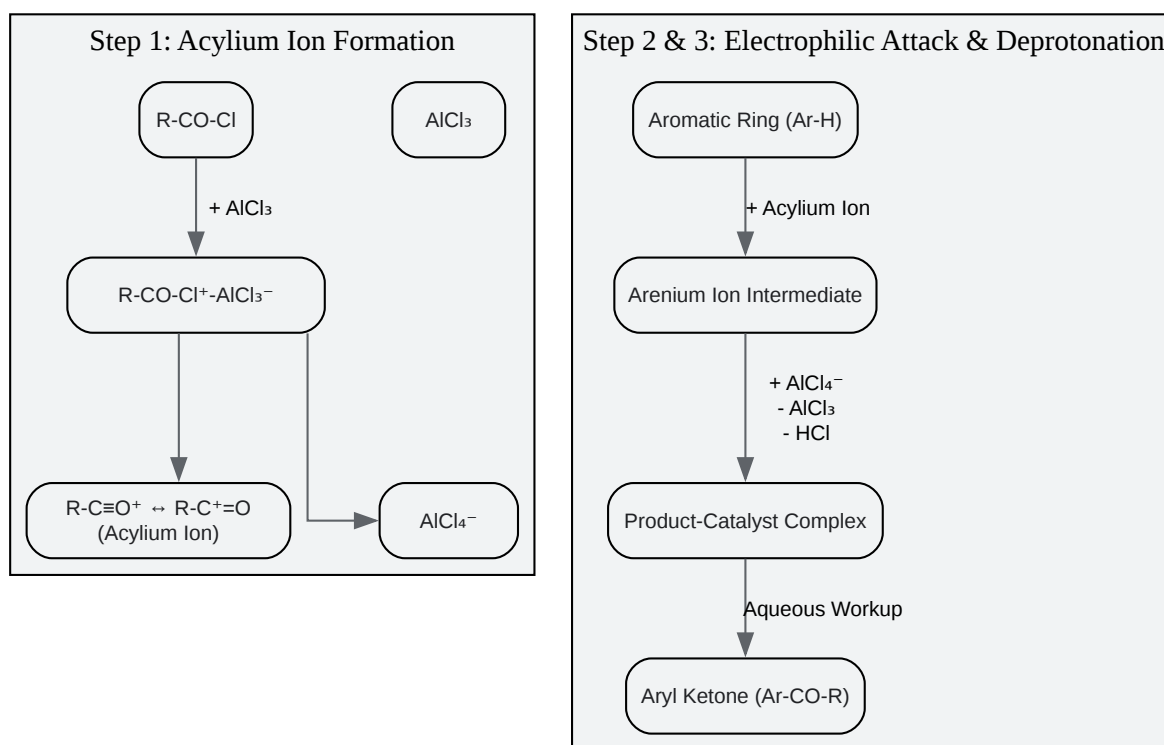 Step 1: Acylium Ion Formation
R-CO-Cl
AlCl₃
+ AlCl₃
R-CO-Cl⁺-AlCl₃⁻
R-C≡O⁺ ↔ R-C⁺=O
(Acylium Ion)
AlCl₄⁻
Step 2 & 3: Electrophilic Attack & Deprotonation
Aromatic Ring (Ar-H)
+ Acylium Ion
Arenium Ion Intermediate
+ AlCl₄⁻
- AlCl₃
- HCl
Product-Catalyst Complex
Aqueous Workup
Aryl Ketone (Ar-CO-R)